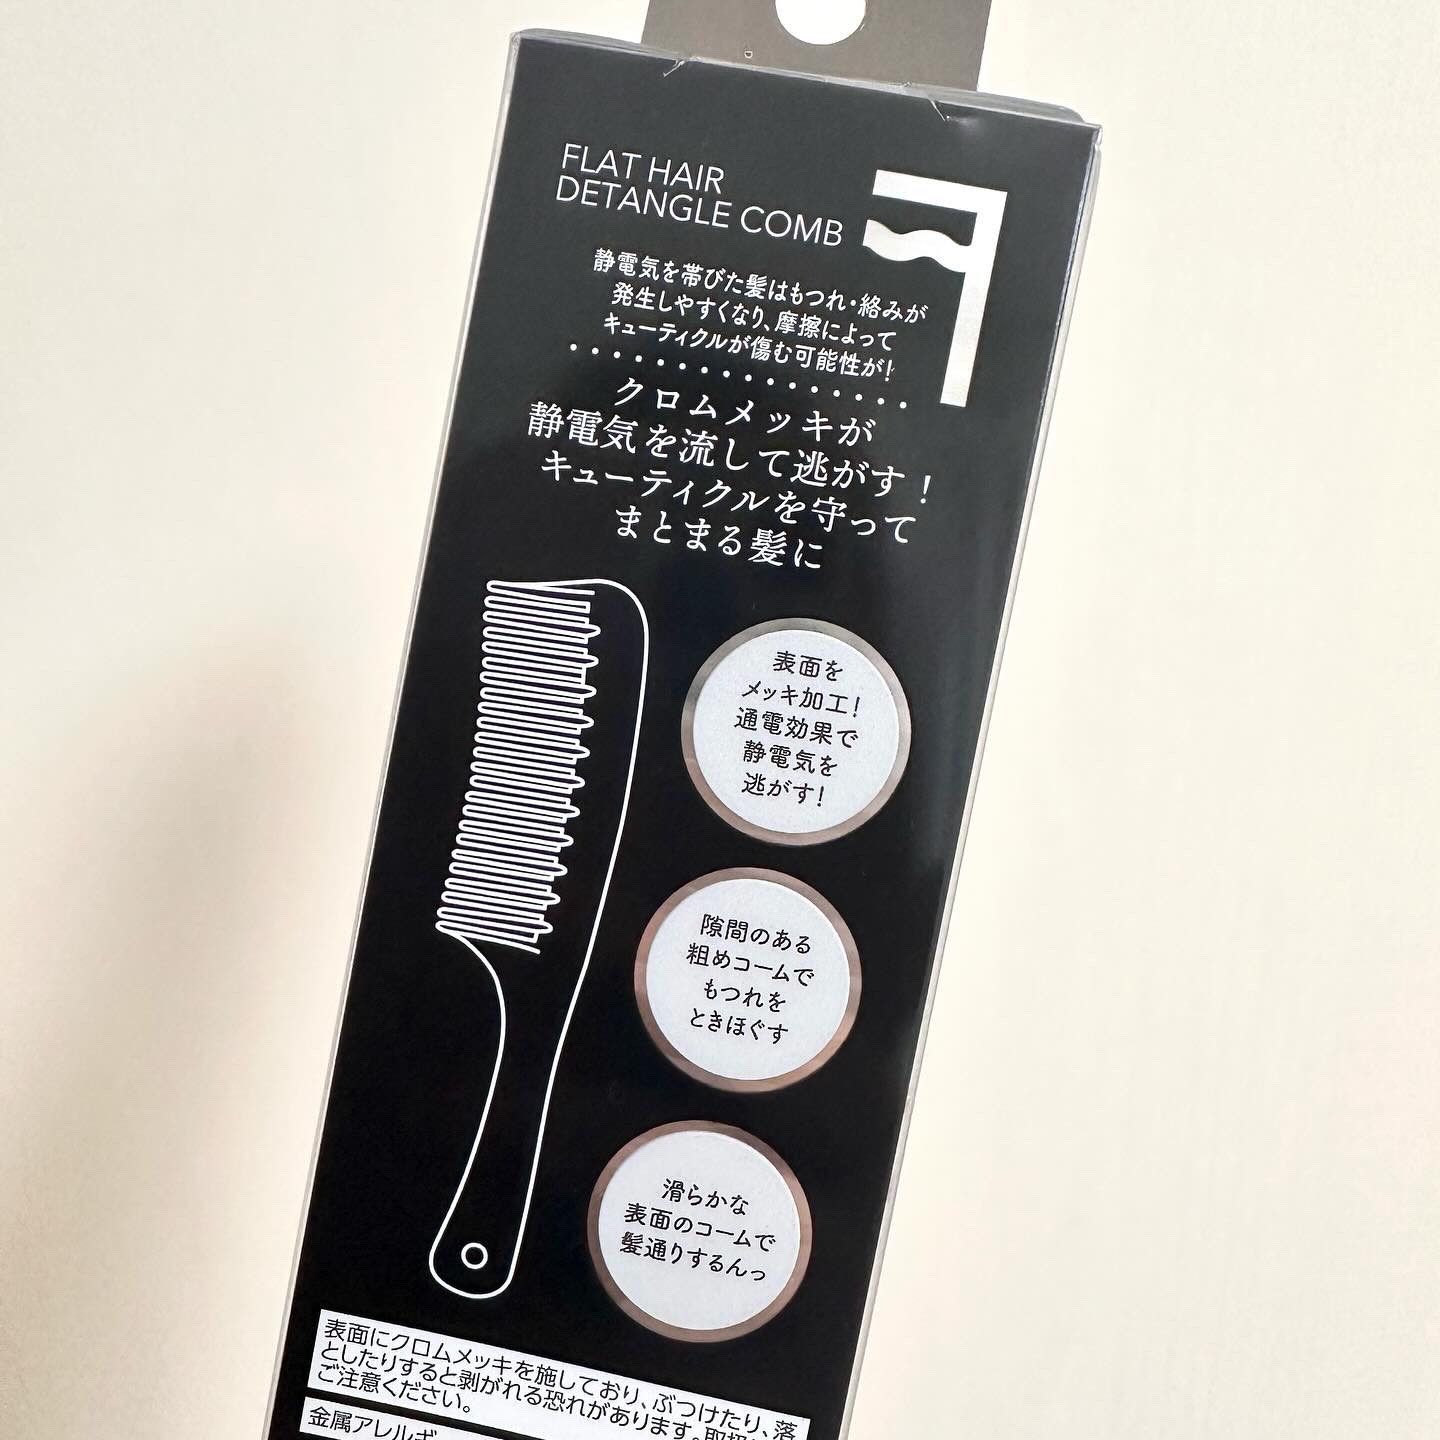 FLAT HAIR
DETANGLE COMB
静電気を帯びた髪はもつれ・絡みが
発生しやすくなり、摩擦によって
キューティクルが傷む可能性が!
クロムメッキが
静電気を流して逃がす!
キューティクルを守って
まとまる髪に
表面を
メッキ加工!
通電効果で
静電気を
逃がす!
隙間のある
粗めコームで
もつれを
ときほぐす
滑らかな
表面のコームで
髪通りするんっ
表面にクロムメッキを施しており、ぶつけたり、落
としたりすると剥がれる恐れがあります。取扱
ご注意ください。
金属アレルギ